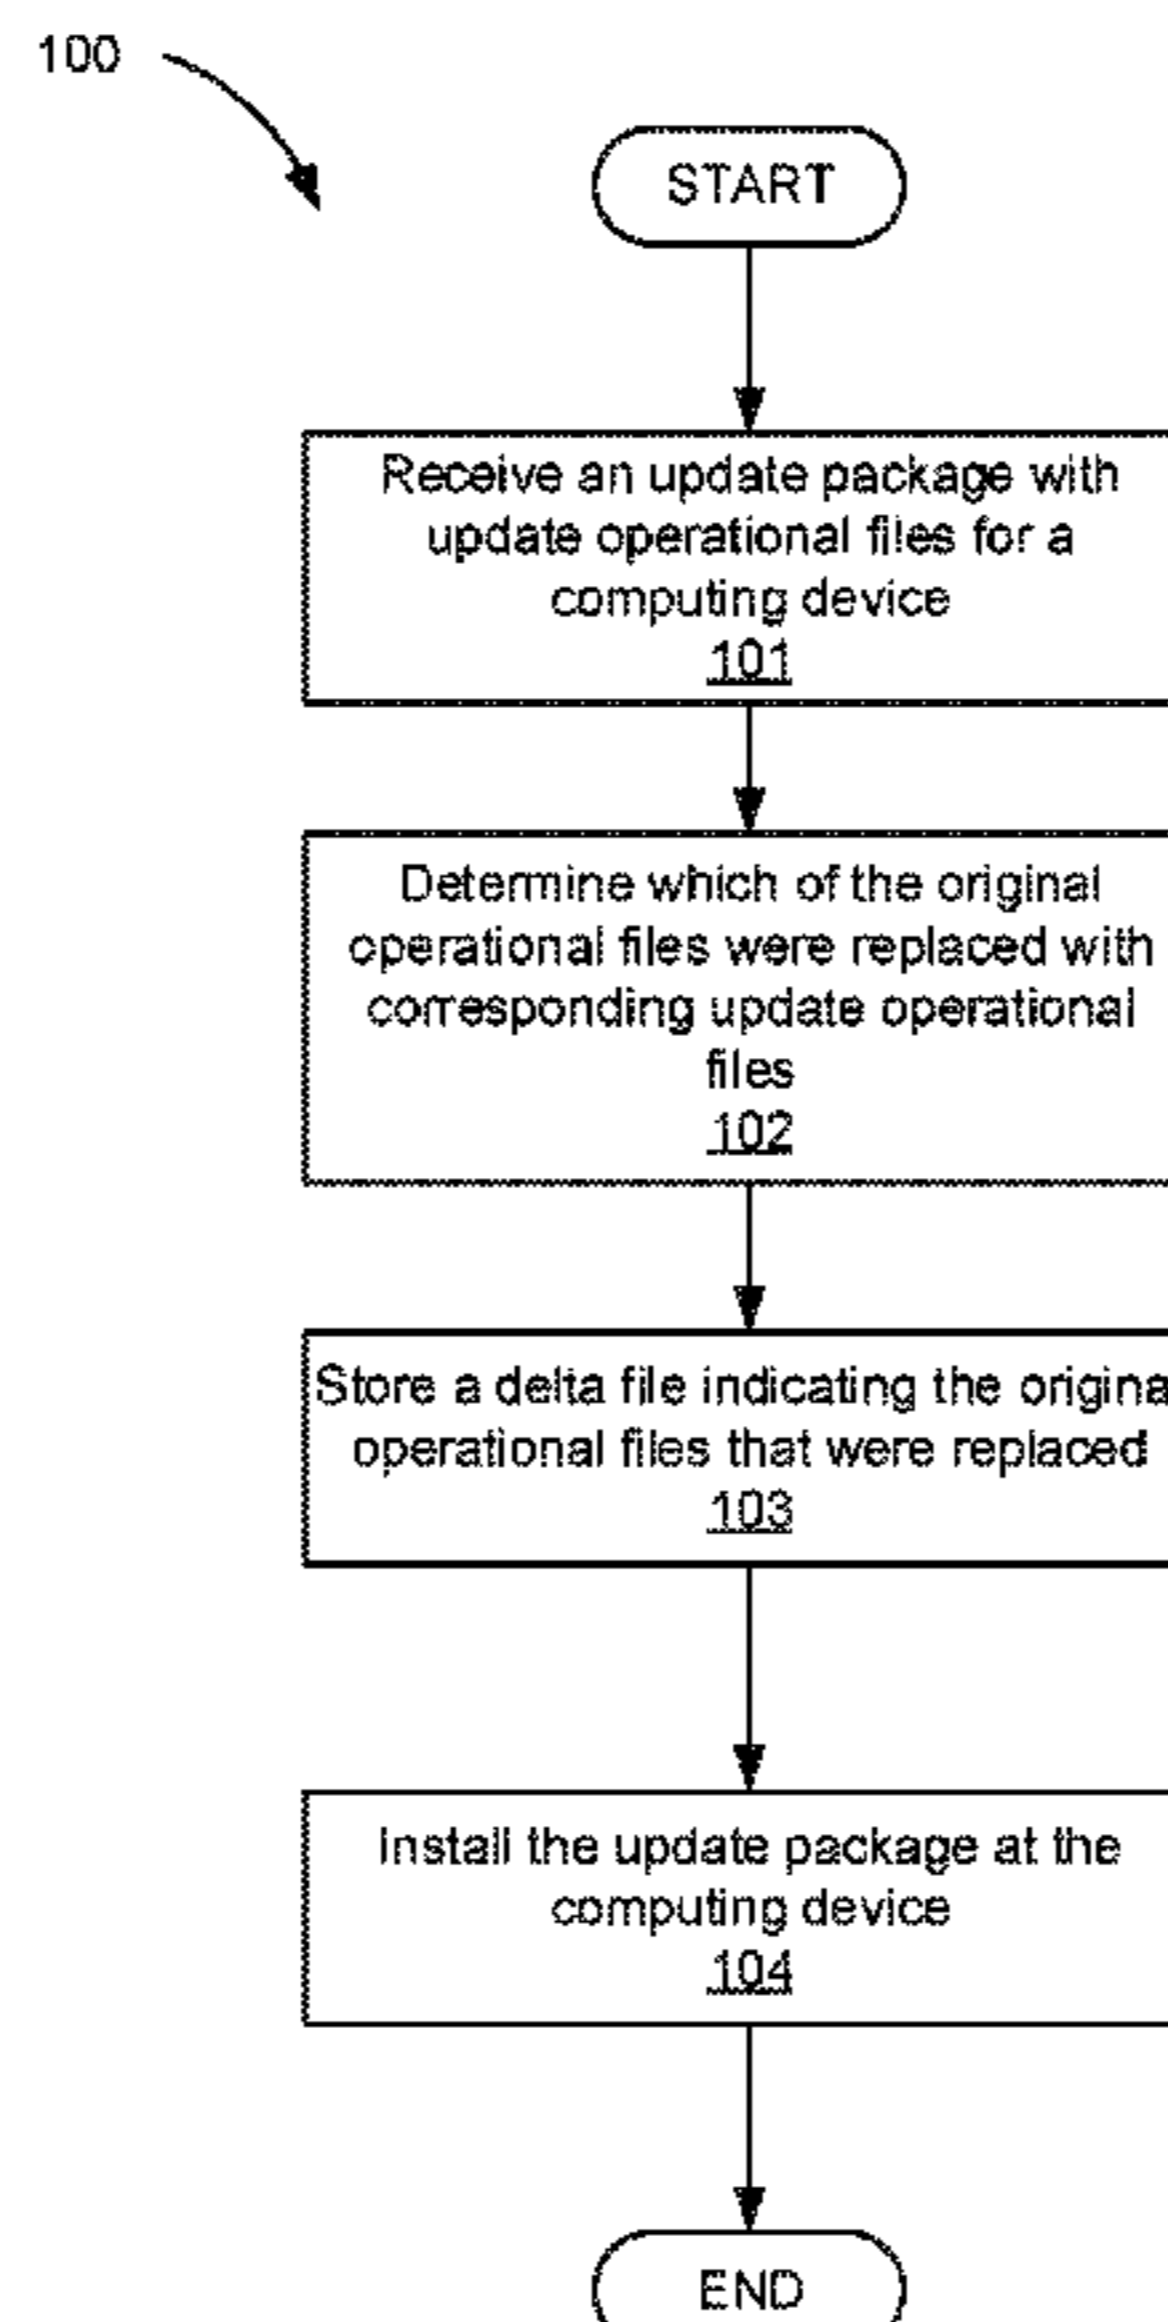 100
START
Receive an update package with
update operational files for a
computing device
101
Determine which of the original
operational files were replaced with
corresponding update operational
files
102
Store a delta file indicating the origina
operational files that were replaced
103
Install the update package at the
computing device
104
END